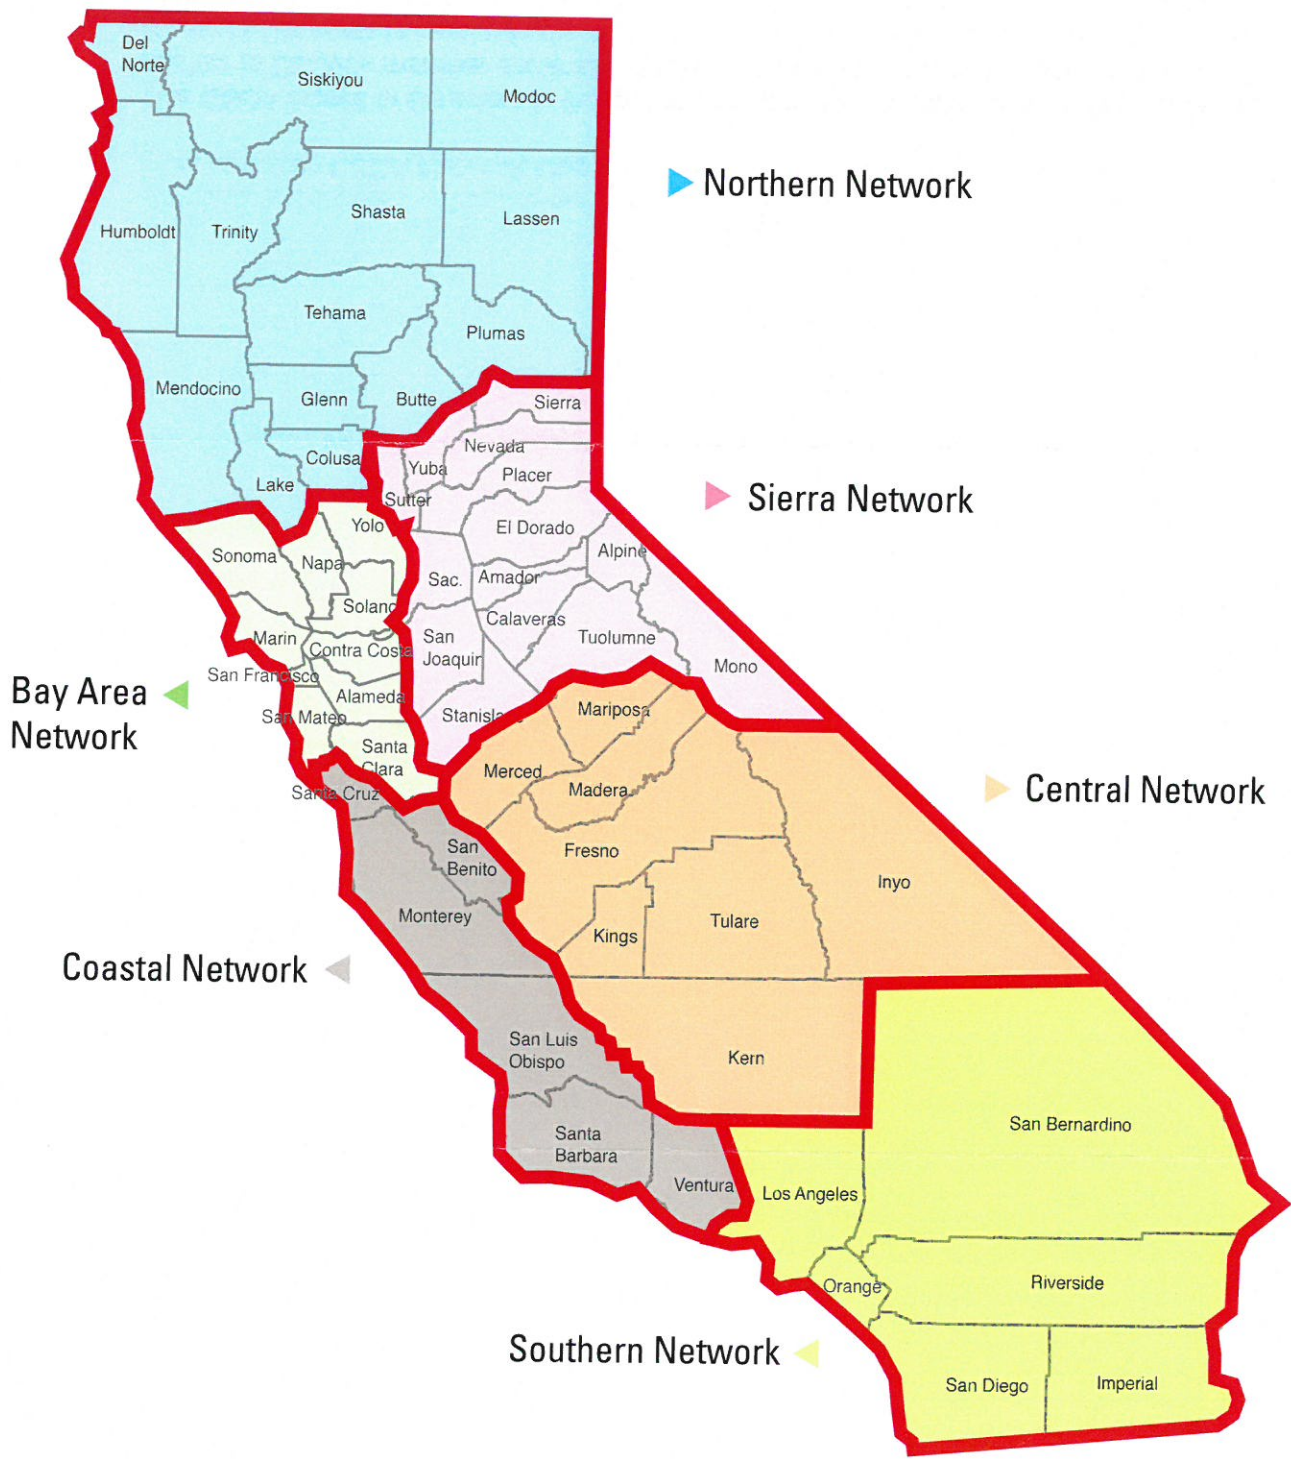 Del
Norte
Siskiyou
Modoc
Northern Network
Humboldt
Trinity
Shasta
Lassen
Tehama
Plumas
Mendocino
Glenn
Butte
Sierra
Colusa
Lake
Nevada
Yuba
Placer
Sutter
Sierra Network
Yolo
El Dorado
Alpine
Sonoma
Napa
Sac.
Amador
Solano
Calaveras
Marin
Contra Costa
San
Joaquin
Tuolumne
Mono
San Francisco
Alameda
Bay Area
Network
San Mateo
Stanislaus
Mariposa
Santa
Clara
Merced
Madera
Santa Cruz
Central Network
San
Benito
Fresno
Inyo
Monterey
Kings
Tulare
Coastal Network
San Luis
Obispo
Kern
Santa
Barbara
Ventura
Los Angeles
San Bernardino
Orange
Riverside
Southern Network
San Diego
Imperial